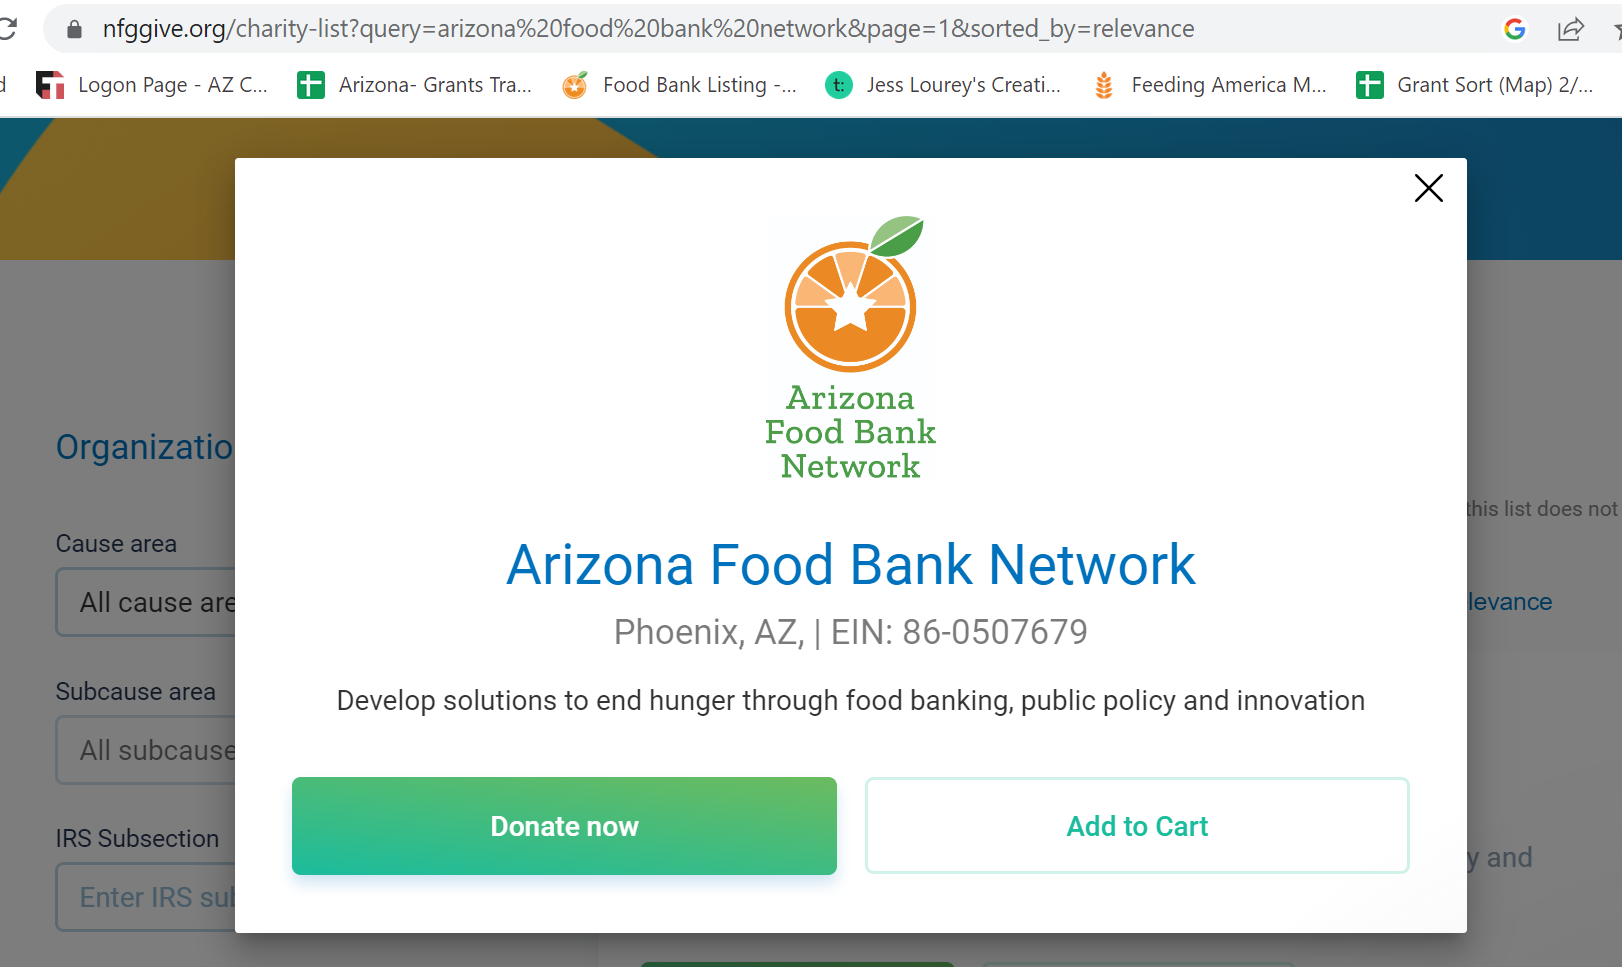 nfggive.org/charity-list?query=arizona%20food%20bank%20network&page=1&sorted_by=relevance
d Logon Page - AZ C... Arizona- Grants Tra... Food Bank Listing -... t: Jess Lourey's Creati... Feeding America M... Grant Sort (Map) 2/...
Arizona
Food Bank
Network
Organizatio
this list does not
Cause area
Arizona Food Bank Network
All cause are
levance
Phoenix, AZ, | EIN: 86-0507679
Subcause area
Develop solutions to end hunger through food banking, public policy and innovation
All subcause
IRS Subsection
Donate now
Add to Cart
y and
Enter IRS sub